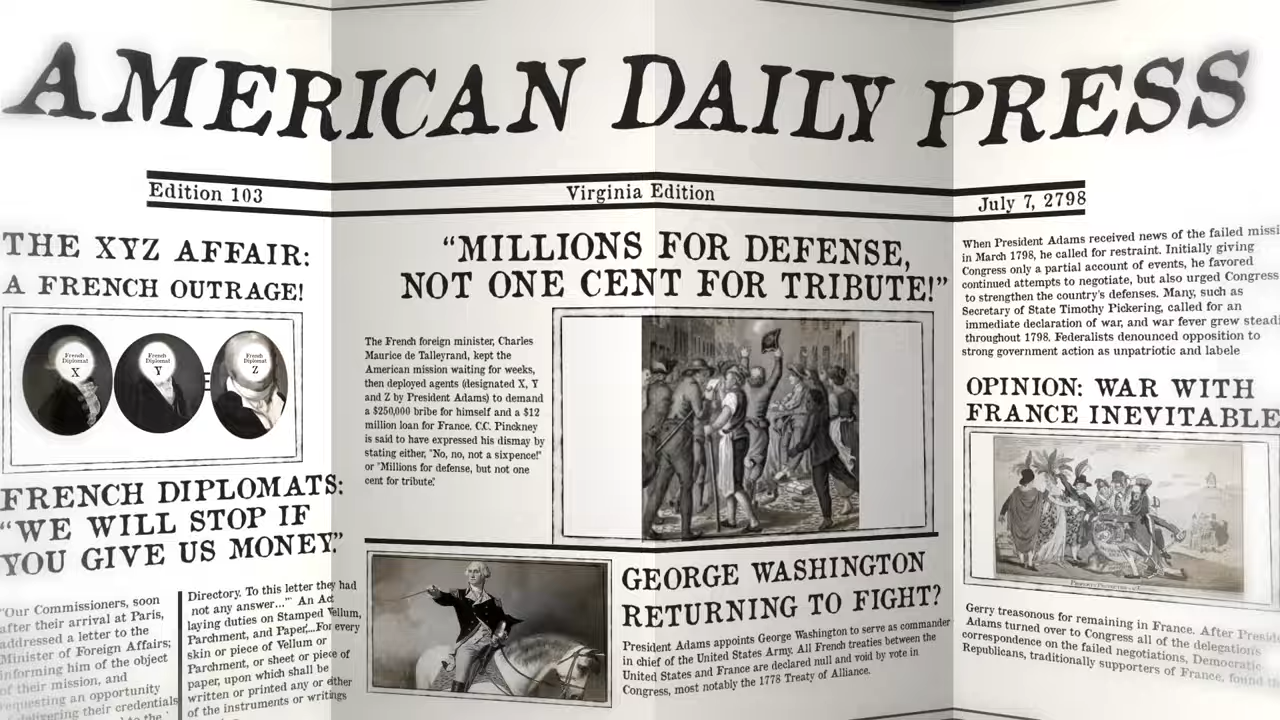 AMERICAN DAILY PRESS
Edition 103
Virginia Edition
July 7, 2798
THE XYZ AFFAIR:
A FRENCH OUTRAGE!
French
Diplomat
X
French
Diplomat
Y
French
Diplomat
Z
FRENCH DIPLOMATS:
“WE WILL STOP IF
YOU GIVE US MONEY.”
"Our Commissioners, soon
after their arrival at Paris,
addressed a letter to the
Minister of Foreign Affairs;
informing him of the object
of their mission, and
requesting an opportunity
delivering their credentials
to the
Directory. To this letter they had
not any answer..." An Act
laying duties on Stamped Vellum,
Parchment, and Paper,...For every
skin or piece of Vellum or
Parchment, or sheet or piece of
paper, upon which shall be
written or printed any or either
of the instruments or writings
“MILLIONS FOR DEFENSE,
NOT ONE CENT FOR TRIBUTE!”
The French foreign minister, Charles
Maurice de Talleyrand, kept the
American mission waiting for weeks,
then deployed agents (designated X, Y
and Z by President Adams) to demand
a $250,000 bribe for himself and a $12
million loan for France. C.C. Pinckney
is said to have expressed his dismay by
stating either, "No, no, not a sixpence!"
or "Millions for defense, but not one
cent for tribute."
GEORGE WASHINGTON
RETURNING TO FIGHT?
President Adams appoints George Washington to serve as commander
in chief of the United States Army. All French treaties between the
United States and France are declared null and void by vote in
Congress, most notably the 1778 Treaty of Alliance.
When President Adams received news of the failed missi
in March 1798, he called for restraint. Initially giving
Congress only a partial account of events, he favored
continued attempts to negotiate, but also urged Congress
to strengthen the country's defenses. Many, such as
Secretary of State Timothy Pickering, called for an
immediate declaration of war, and war fever grew steadi
throughout 1798. Federalists denounced opposition to
strong government action as unpatriotic and labele
OPINION: WAR WITH
FRANCE INEVITABLE
Gerry treasonous for remaining in France. After Presid
Adams turned over to Congress all of the delegations
correspondence on the failed negotiations, Democratic
Republicans, traditionally supporters of France, found th